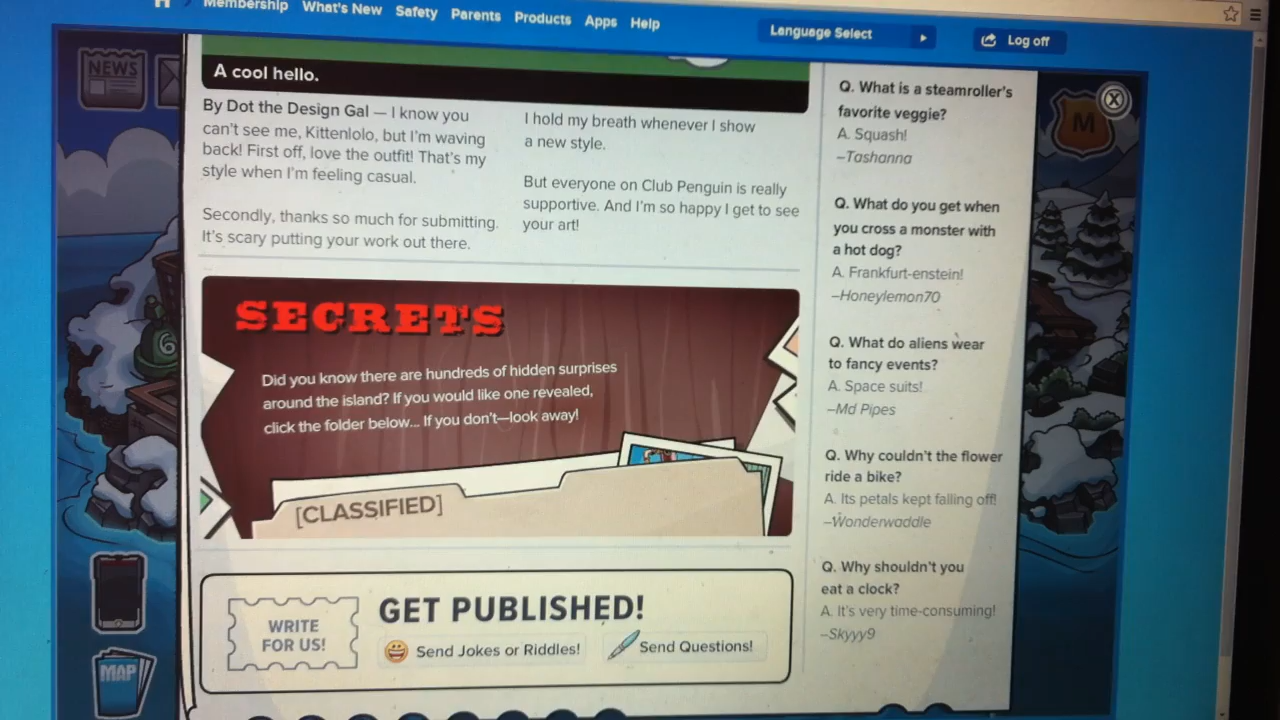 Membership What's New Safety Parents Products Apps Help
Language Select
Log off
NEWS
M
6
MAP
A cool hello.
By Dot the Design Gal — I know you
can't see me, Kittenlolo, but I'm waving
back! First off, love the outfit! That's my
style when I'm feeling casual.
Secondly, thanks so much for submitting.
It's scary putting your work out there.
I hold my breath whenever I show
a new style.
But everyone on Club Penguin is really
supportive. And I'm so happy I get to see
your art!
SECRETS
Did you know there are hundreds of hidden surprises
around the island? If you would like one revealed,
click the folder below... If you don't—look away!
[CLASSIFIED]
WRITE
FOR US!
GET PUBLISHED!
Send Jokes or Riddles!
Send Questions!
Q. What is a steamroller's
favorite veggie?
A. Squash!
–Tashanna
Q. What do you get when
you cross a monster with
a hot dog?
A. Frankfurt-enstein!
–Honeylemon70
Q. What do aliens wear
to fancy events?
A. Space suits!
–Md Pipes
Q. Why couldn't the flower
ride a bike?
A. Its petals kept falling off!
–Wonderwaddle
Q. Why shouldn't you
eat a clock?
A. It's very time-consuming!
–Skyyy9
X